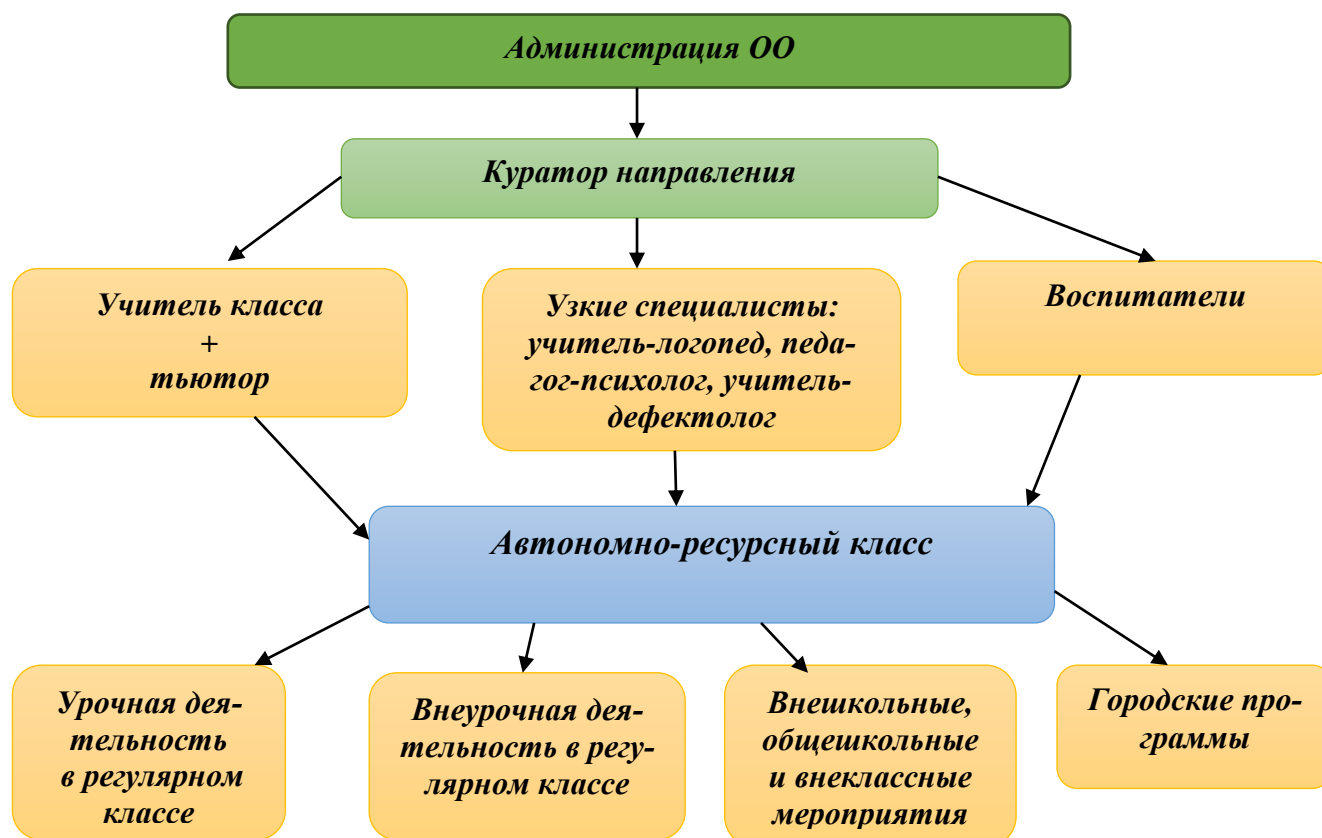 Администрация ОО
Куратор направления
Учитель класса
+
тьютор
Узкие специалисты:
учитель-логопед, педа-
гог-психолог, учитель-
дефектолог
Воспитатели
Автономно-ресурсный класс
Урочная дея-
тельность
в регулярном
классе
Внеурочная дея-
тельность в регу-
лярном классе
Внешкольные,
общешкольные
и внеклассные
мероприятия
Городские про-
граммы